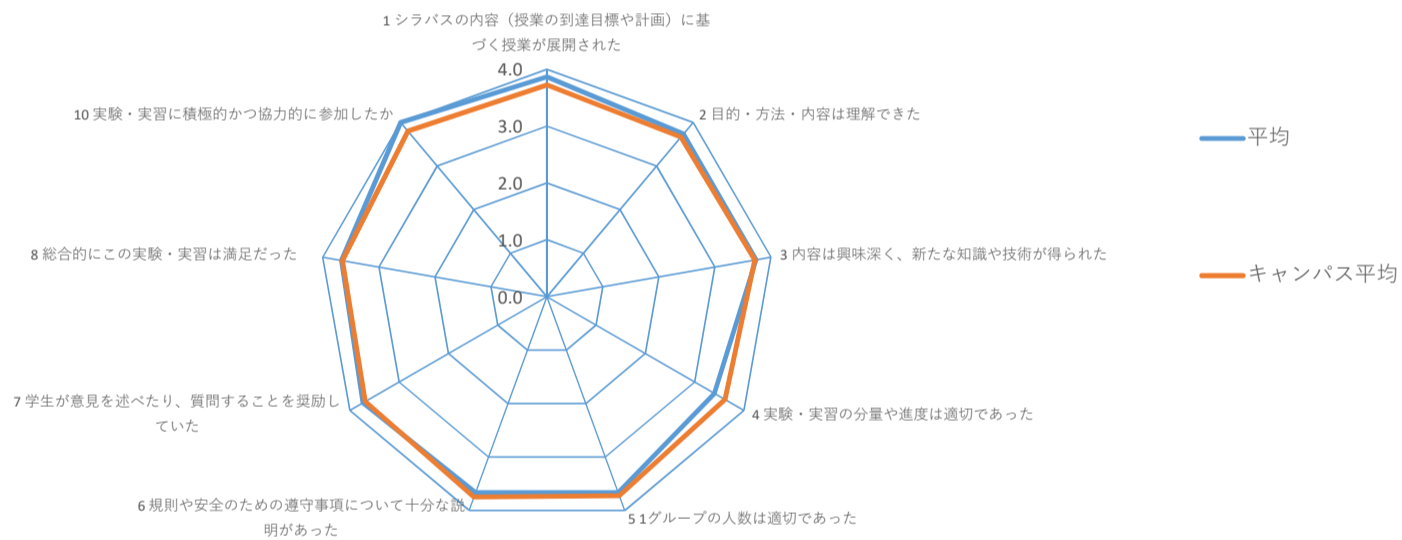 1 シラバスの内容（授業の到達目標や計画）に基
づく授業が展開された
4.0
10 実験・実習に積極的かつ協力的に参加したか
2 目的・方法・内容は理解できた
3.0
平均
2.0
1.0
8 総合的にこの実験・実習は満足だった
3 内容は興味深く、新たな知識や技術が得られた
キャンパス平均
0.0
7 学生が意見を述べたり、質問することを奨励し
ていた
4 実験・実習の分量や進度は適切であった
6 規則や安全のための遵守事項について十分な説
明があった
5 1グループの人数は適切であった